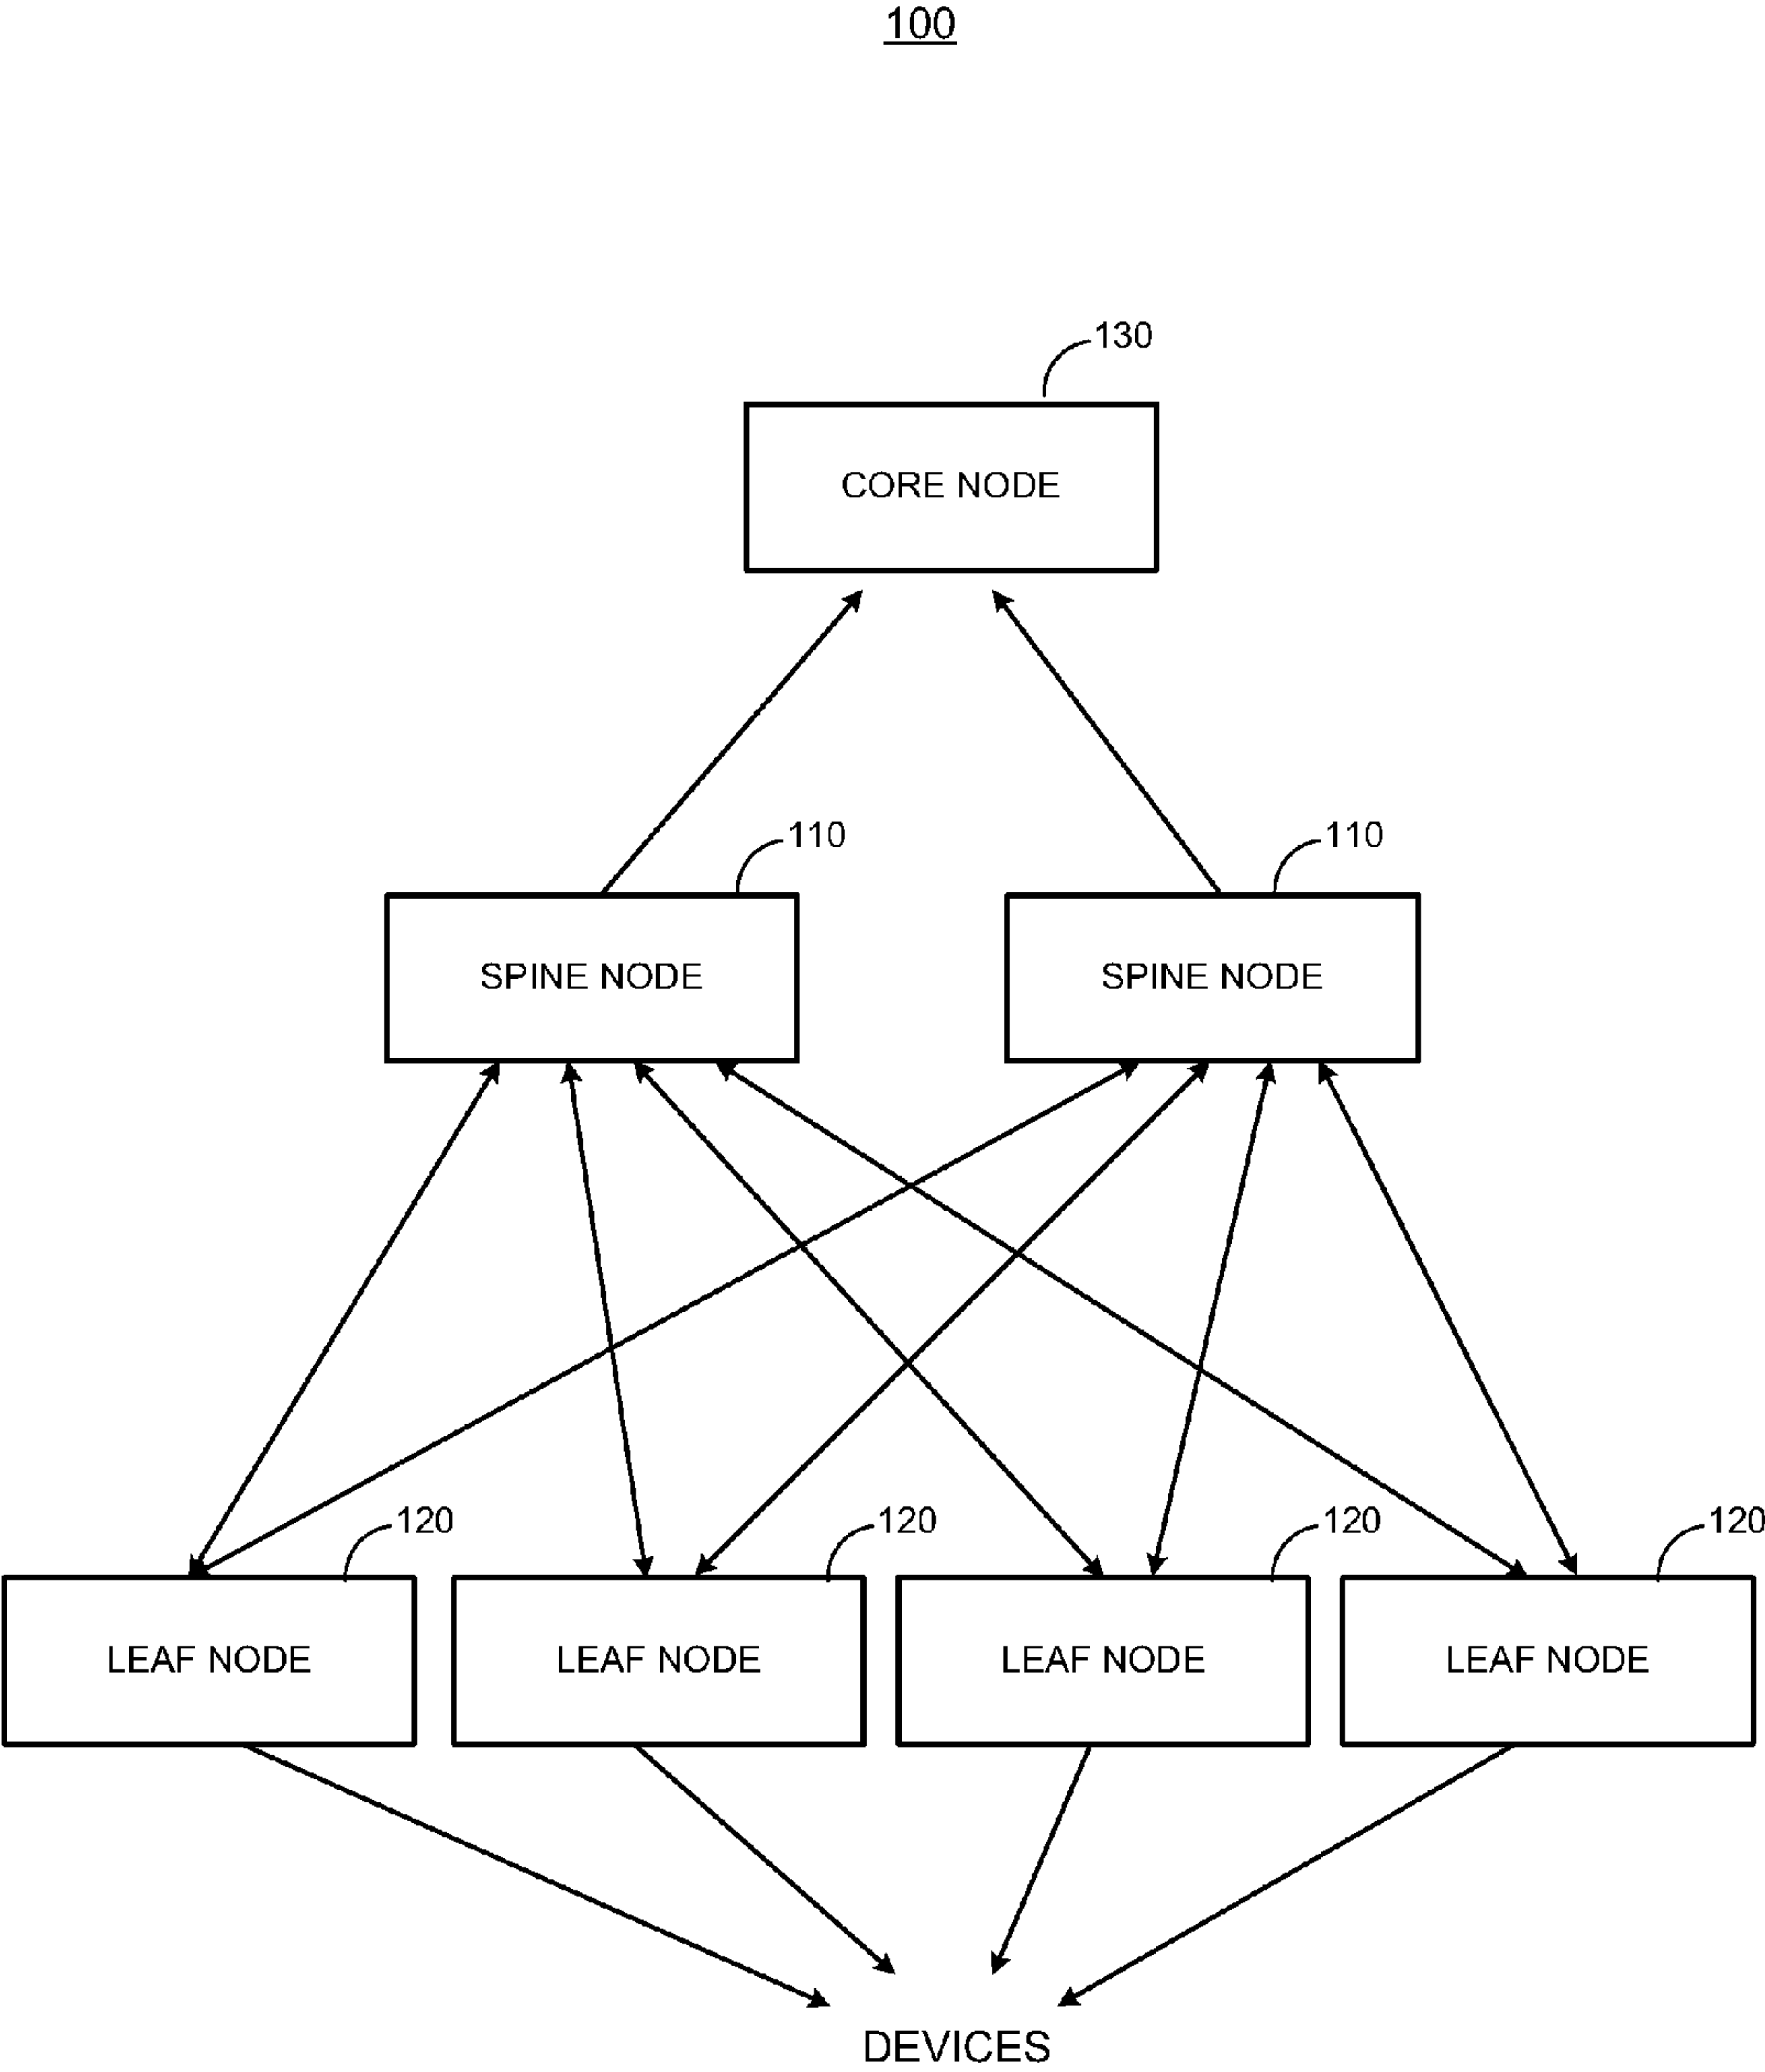 100
130
CORE NODE
110
110
SPINE NODE
SPINE NODE
120
120
120
120
LEAF NODE
LEAF NODE
LEAF NODE
LEAF NODE
DEVICES